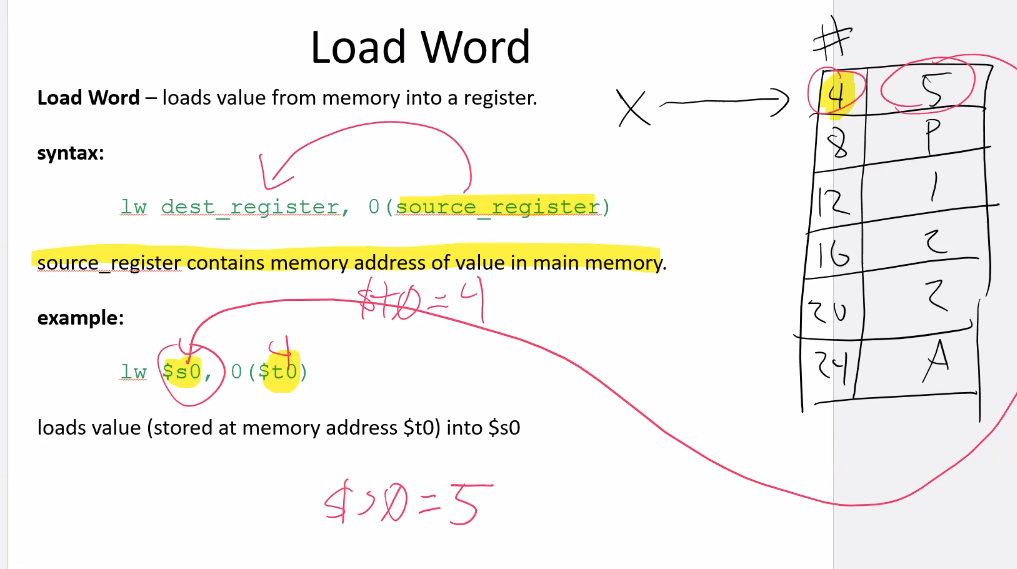 Load Word
#
Load Word – loads value from memory into a register.
X
4 5
8 P
12 1
16 2
20 2
24 A
syntax:
lw dest_register, 0(source_register)
source_register contains memory address of value in main memory.
$t0=4
example:
4
lw $s0, 0($t0)
loads value (stored at memory address $t0) into $s0
$s0=5